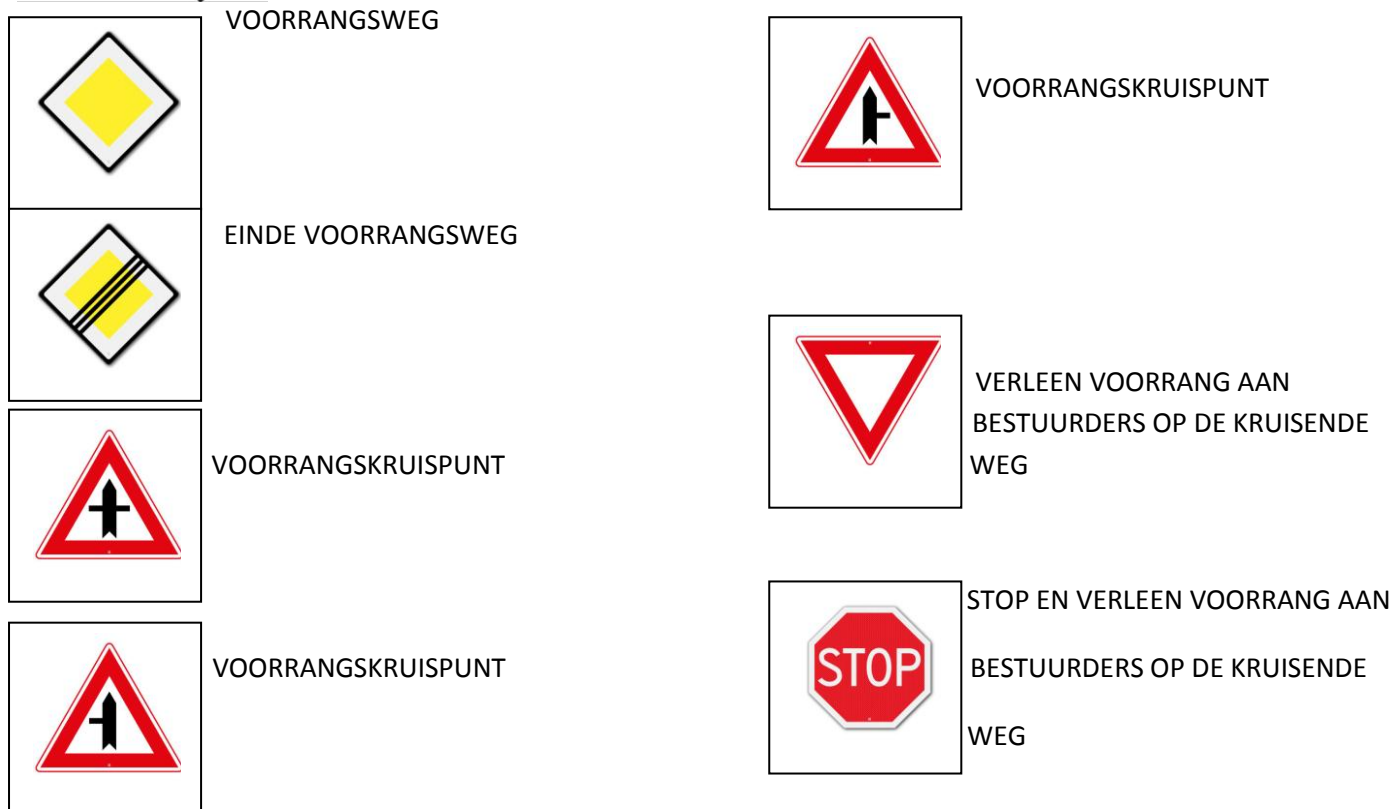 VOORRANGSWEG
EINDE VOORRANGSWEG
VOORRANGSKRUISPUNT
VOORRANGSKRUISPUNT
VOORRANGSKRUISPUNT
VERLEEN VOORRANG AAN
BESTUURDERS OP DE KRUISENDE
WEG
STOP
STOP EN VERLEEN VOORRANG AAN
BESTUURDERS OP DE KRUISENDE
WEG